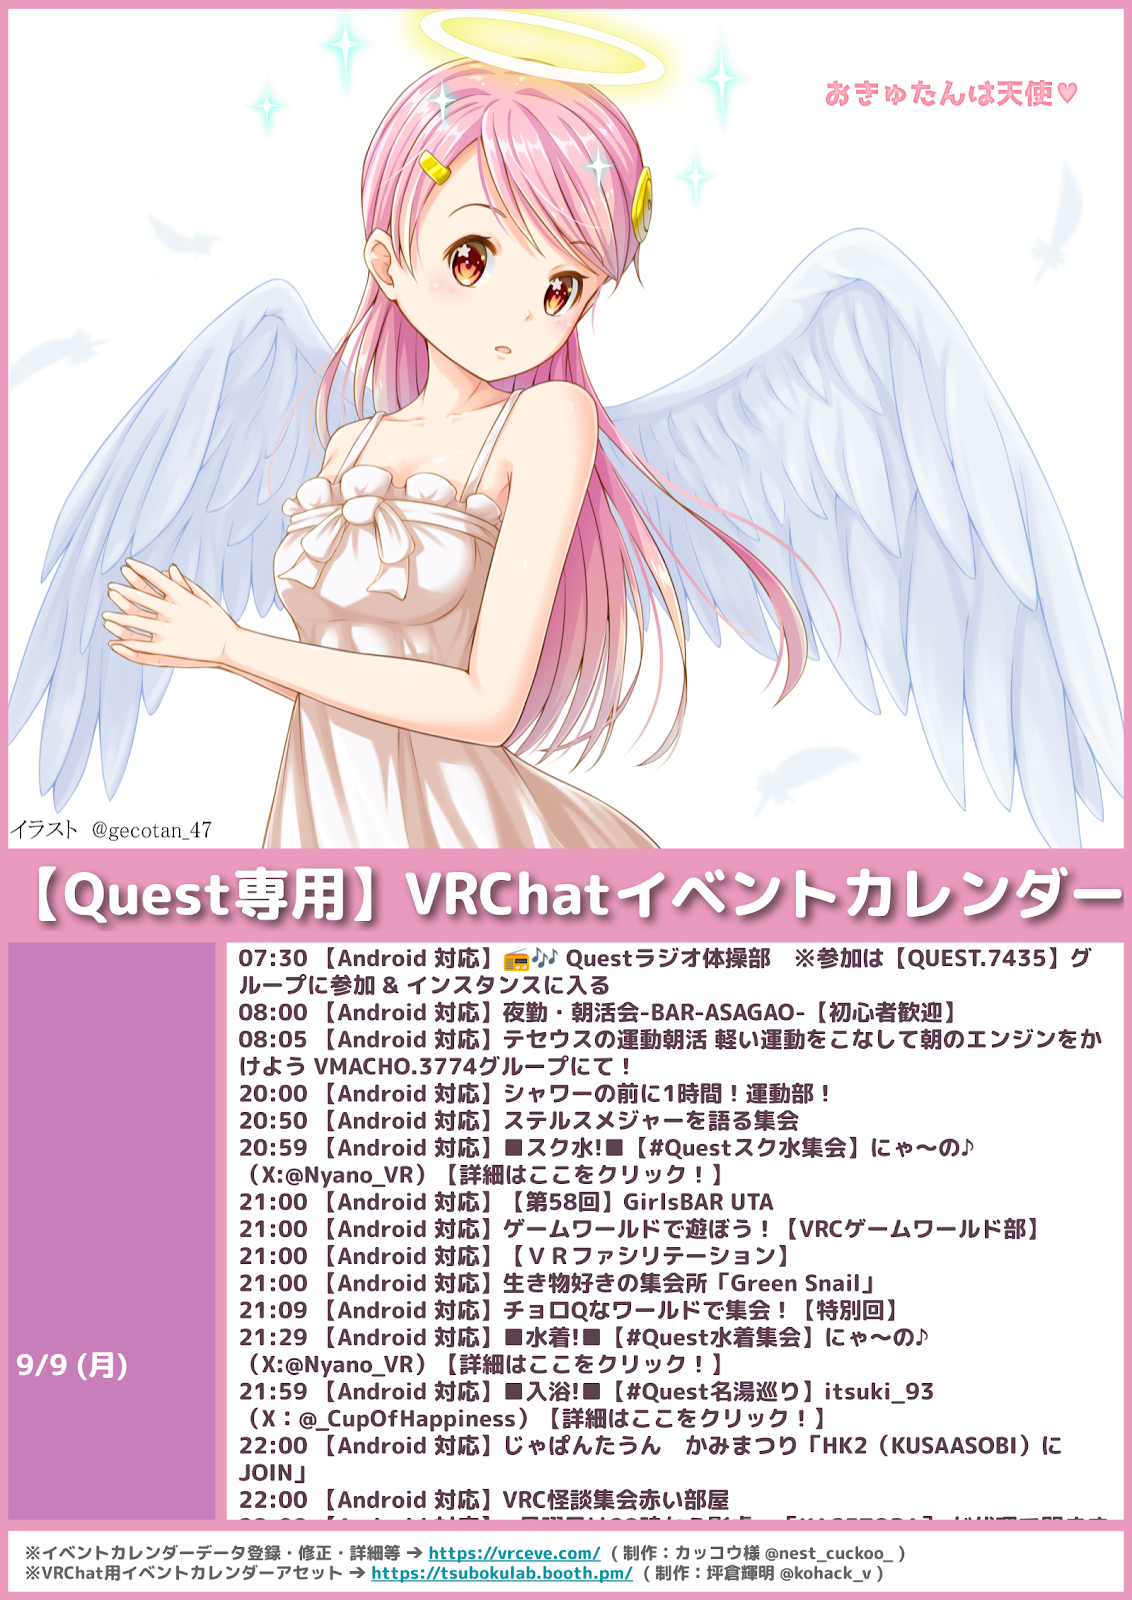 おきゅたんは天使♥
イラスト @gecotan_47
【Quest専用】VRChatイベントカレンダー
9/9 (月)
07:30 【Android 対応】📻🎶 Questラジオ体操部　※参加は【QUEST.7435】グ
ループに参加 & インスタンスに入る
08:00 【Android 対応】夜勤・朝活会-BAR-ASAGAO-【初心者歓迎】
08:05 【Android 対応】テセウスの運動朝活 軽い運動をこなして朝のエンジンをか
けよう VMACHO.3774グループにて！
20:00 【Android 対応】シャワーの前に1時間！運動部！
20:50 【Android 対応】ステルスメジャーを語る集会
20:59 【Android 対応】■スク水!■【#Questスク水集会】にゃ～の♪
（X:@Nyano_VR）【詳細はここをクリック！】
21:00 【Android 対応】【第58回】GirlsBAR UTA
21:00 【Android 対応】ゲームワールドで遊ぼう！【VRCゲームワールド部】
21:00 【Android 対応】【ＶＲファシリテーション】
21:00 【Android 対応】生き物好きの集会所「Green Snail」
21:09 【Android 対応】チョロQなワールドで集会！【特別回】
21:29 【Android 対応】■水着!■【#Quest水着集会】にゃ～の♪
（X:@Nyano_VR）【詳細はここをクリック！】
21:59 【Android 対応】■入浴!■【#Quest名湯巡り】itsuki_93
（X：@_CupOfHappiness）【詳細はここをクリック！】
22:00 【Android 対応】じゃぱんたうん　かみまつり「HK2（KUSAASOBI）に
JOIN」
22:00 【Android 対応】VRC怪談集会赤い部屋
※イベントカレンダーデータ登録・修正・詳細等 → https://vrceve.com/ ( 制作：カッコウ様 @nest_cuckoo_ )
※VRChat用イベントカレンダーアセット → https://tsubokulab.booth.pm/ ( 制作：坪倉輝明 @kohack_v )